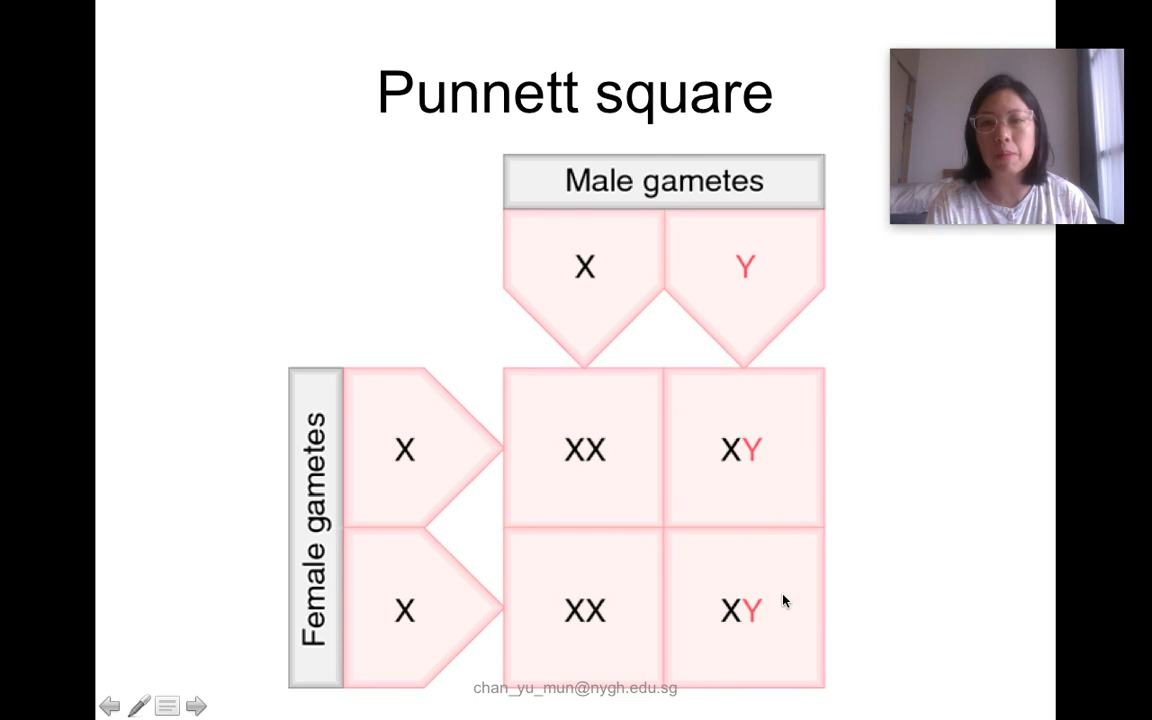 Punnett square
Male gametes
X Y
Female gametes
X XX XY
X XX XY
chan_yu_mun@nygh.edu.sg